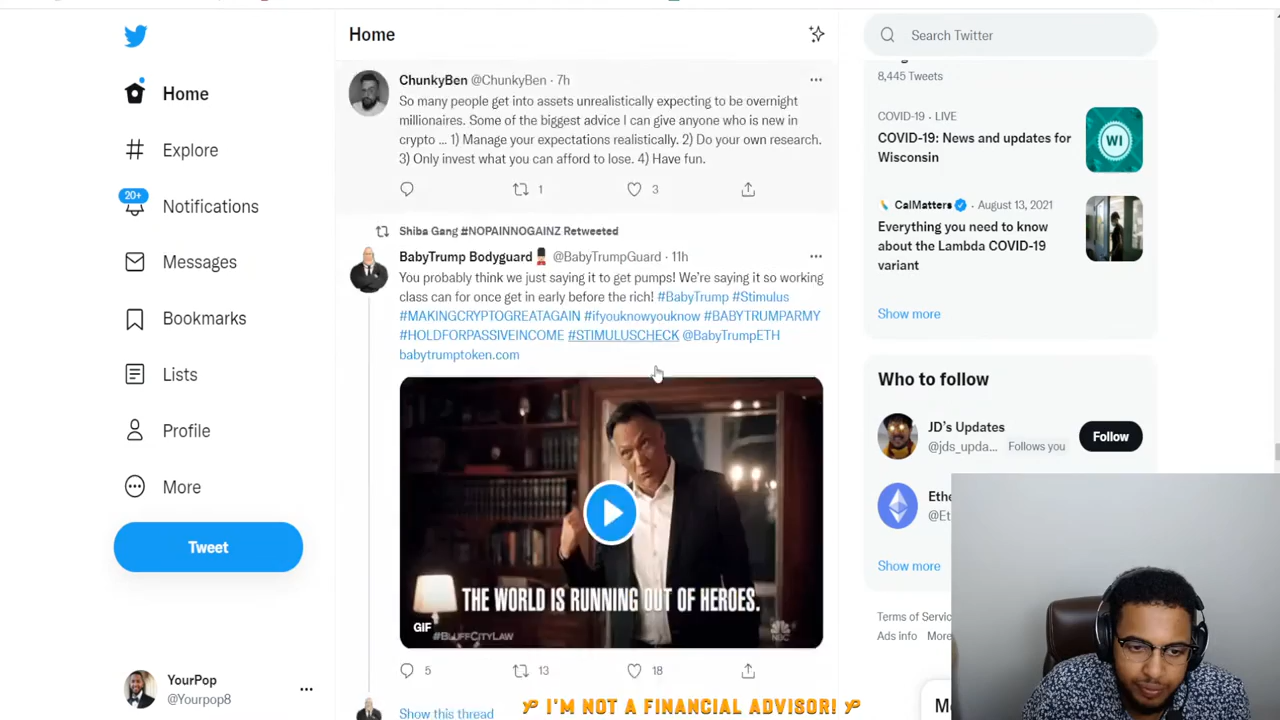 Home
Search Twitter
Home
Explore
20+
Notifications
Messages
Bookmarks
Lists
Profile
More
Tweet
YourPop
@Yourpop8
ChunkyBen @ChunkyBen · 7h
So many people get into assets unrealistically expecting to be overnight
millionaires. Some of the biggest advice I can give anyone who is new in
crypto ... 1) Manage your expectations realistically. 2) Do your own research.
3) Only invest what you can afford to lose. 4) Have fun.
1
3
Shiba Gang #NOPAINNOGAINZ Retweeted
BabyTrump Bodyguard @BabyTrumpGuard · 11h
You probably think we just saying it to get pumps! We're saying it so working
class can for once get in early before the rich! #BabyTrump #Stimulus
#MAKINGCRYPTOGREATAGAIN #ifyouknowyouknow #BABYTRUMPARMY
#HOLDFORPASSIVEINCOME #STIMULUSCHECK @BabyTrumpETH
babytrumptoken.com
THE WORLD IS RUNNING OUT OF HEROES.
GIF
#BLUFFCITYLAW
NBC
5
13
18
Show this thread
8,445 Tweets
COVID-19 · LIVE
COVID-19: News and updates for
Wisconsin
WI
CalMatters · August 13, 2021
Everything you need to
know about the
Lambda COVID-19
variant
Show more
Who to follow
JD's Updates
@jds_upda... Follows you
Follow
Show more
Ads info
I'M NOT A FINANCIAL ADVISOR!